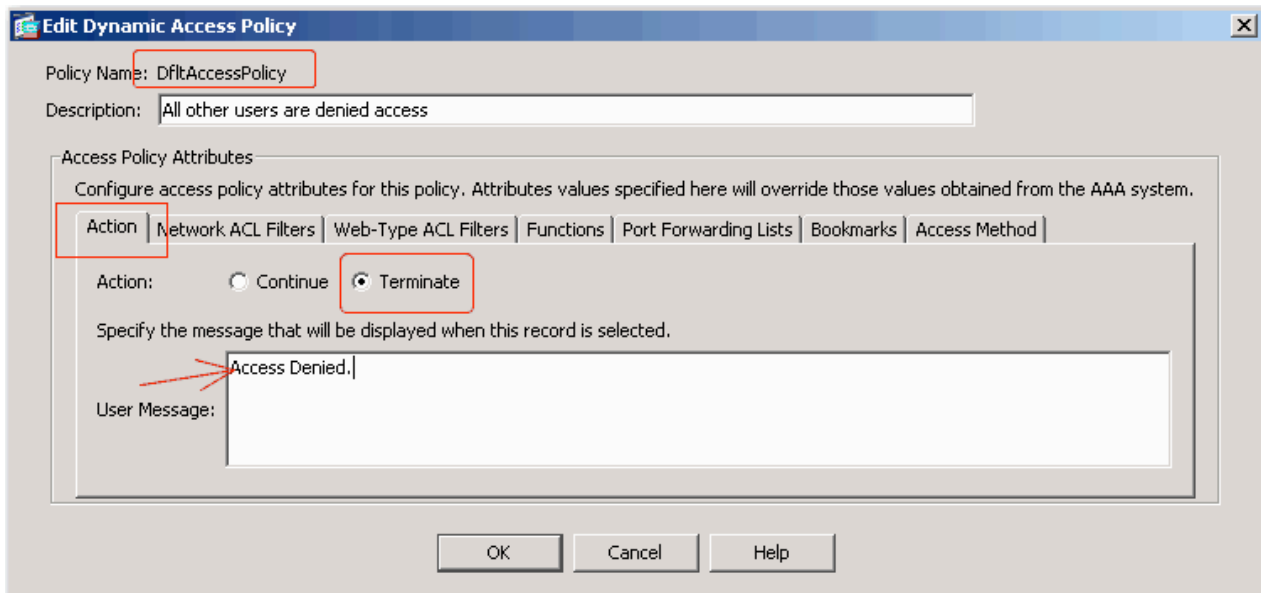 Edit Dynamic Access Policy
Policy Name: DfltAccessPolicy
Description: All other users are denied access
Access Policy Attributes
Configure access policy attributes for this policy. Attributes values specified here will override those values obtained from the AAA system.
Action Network ACL Filters Web-Type ACL Filters Functions Port Forwarding Lists Bookmarks Access Method
Action: Continue Terminate
Specify the message that will be displayed when this record is selected.
Access Denied.
User Message:
OK Cancel Help